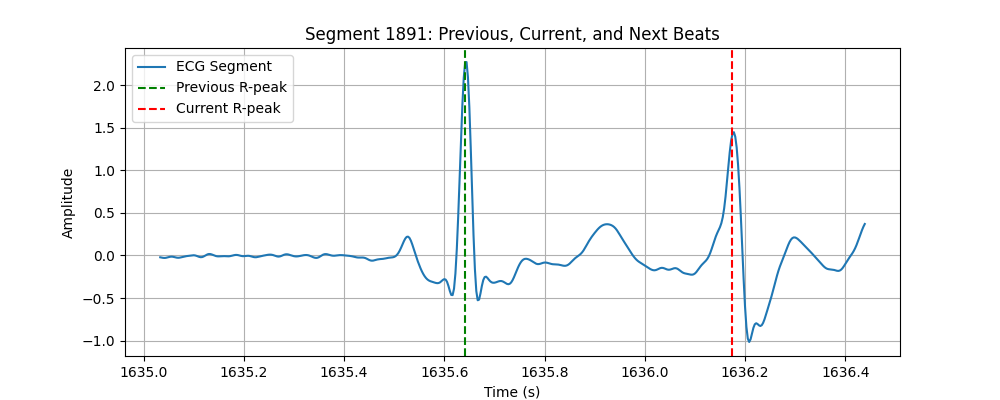 Segment 1891: Previous, Current, and Next Beats
ECG Segment
Previous R-peak
Current R-peak
Amplitude
2.0
1.5
1.0
0.5
0.0
−0.5
−1.0
1635.0 1635.2 1635.4 1635.6 1635.8 1636.0 1636.2 1636.4
Time (s)